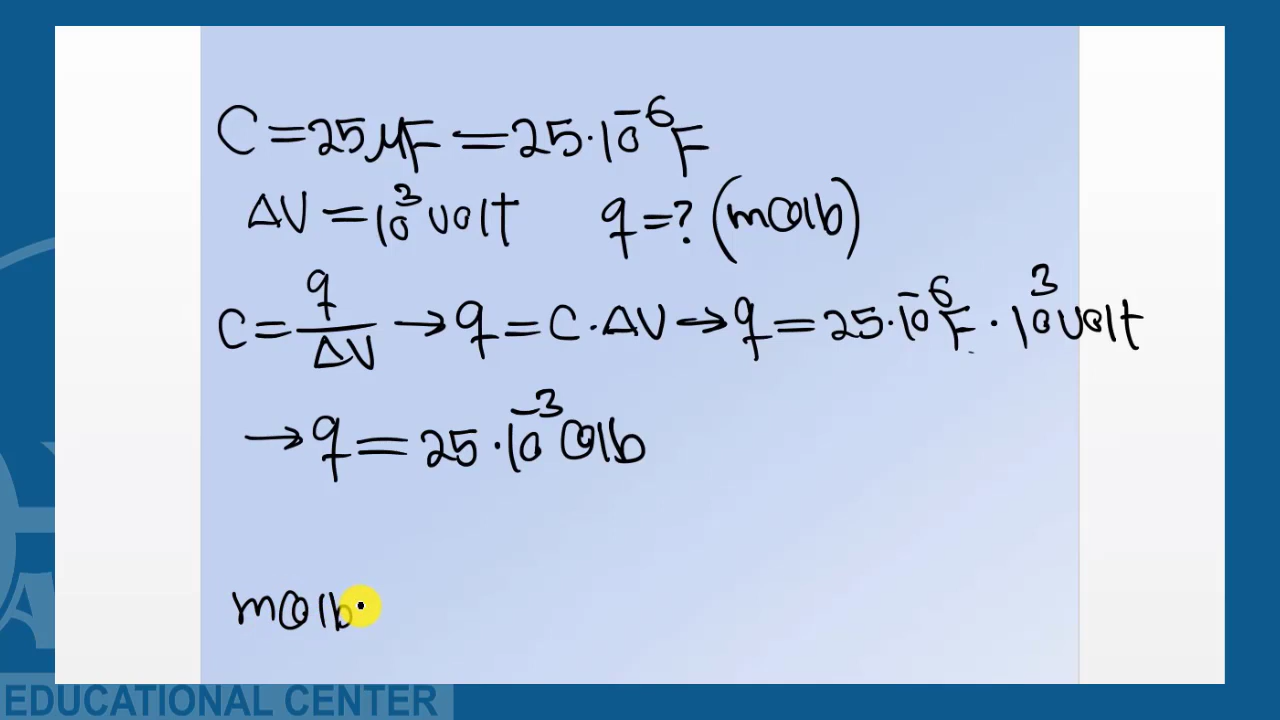 C = 25 μF = 25·10⁻⁶ F
ΔV = 10³ volt q = ? (mColb)
C = q/ΔV → q = C·ΔV → q = 25·10⁻⁶ F · 10³ volt
→ q = 25·10⁻³ Colb
mColb
EDUCATIONAL CENTER